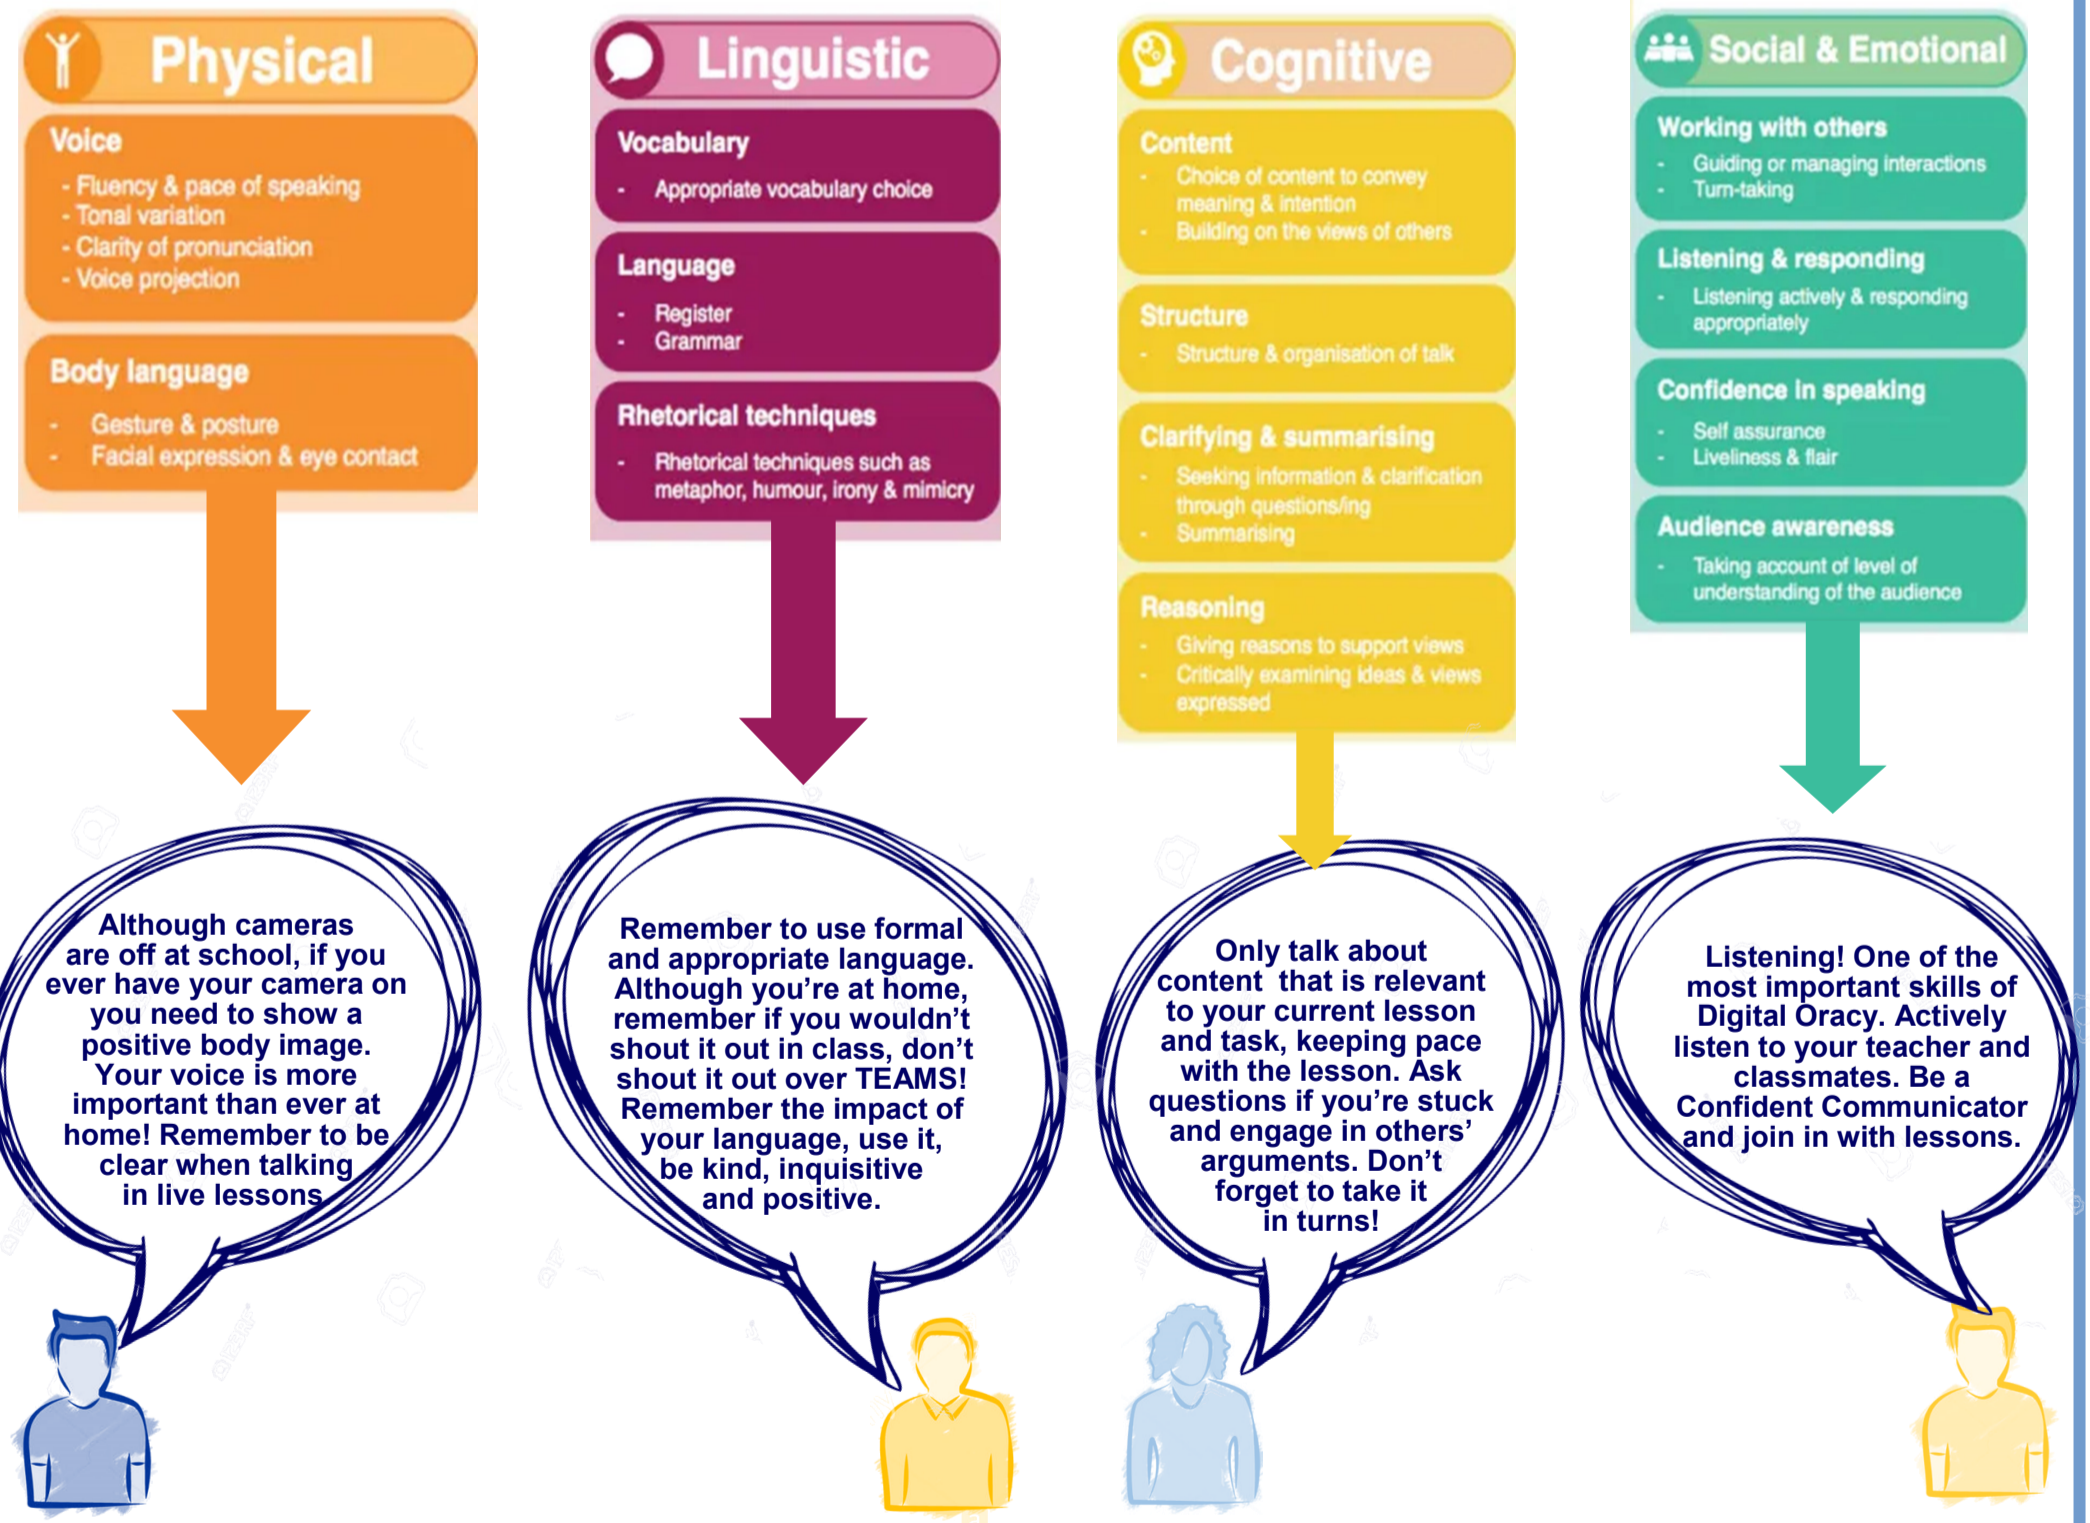 Physical
Voice
- Fluency & pace of speaking
- Tonal variation
- Clarity of pronunciation
- Voice projection
Body language
- Gesture & posture
- Facial expression & eye contact
Although cameras
are off at school, if you
ever have your camera on
you need to show a
positive body image.
Your voice is more
important than ever at
home! Remember to be
clear when talking
in live lessons
Linguistic
Vocabulary
- Appropriate vocabulary choice
Language
- Register
- Grammar
Rhetorical techniques
- Rhetorical techniques such as
metaphor, humour, irony & mimicry
Remember to use formal
and appropriate language.
Although you're at home,
remember if you wouldn't
shout it out in class, don't
shout it out over TEAMS!
Remember the impact of
your language, use it,
be kind, inquisitive
and positive.
Cognitive
Content
- Choice of content to convey
meaning & intention
- Building on the views of others
Structure
- Structure & organisation of talk
Clarifying & summarising
- Seeking information & clarification
through questions/ing
- Summarising
Reasoning
- Giving reasons to support views
- Critically examining ideas & views
expressed
Only talk about
content that is relevant
to your current lesson
and task, keeping pace
with the lesson. Ask
questions if you're stuck
and engage in others'
arguments. Don't
forget to take it
in turns!
Social & Emotional
Working with others
- Guiding or managing interactions
- Turn-taking
Listening & responding
- Listening actively & responding
appropriately
Confidence in speaking
- Self assurance
- Liveliness & flair
Audience awareness
- Taking account of level of
understanding of the audience
Listening! One of the
most important skills of
Digital Oracy. Actively
listen to your teacher and
classmates. Be a
Confident Communicator
and join in with lessons.